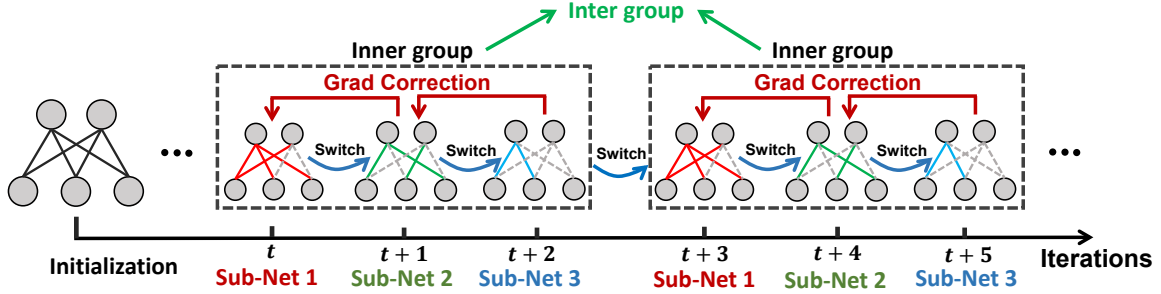 Inter group
Inner group
Inner group
Grad Correction
Grad Correction
...
Switch
Switch
Switch
Switch
Switch
...
t
t + 1
t + 2
t + 3
t + 4
t + 5
Initialization
Iterations
Sub-Net 1
Sub-Net 2
Sub-Net 3
Sub-Net 1
Sub-Net 2
Sub-Net 3